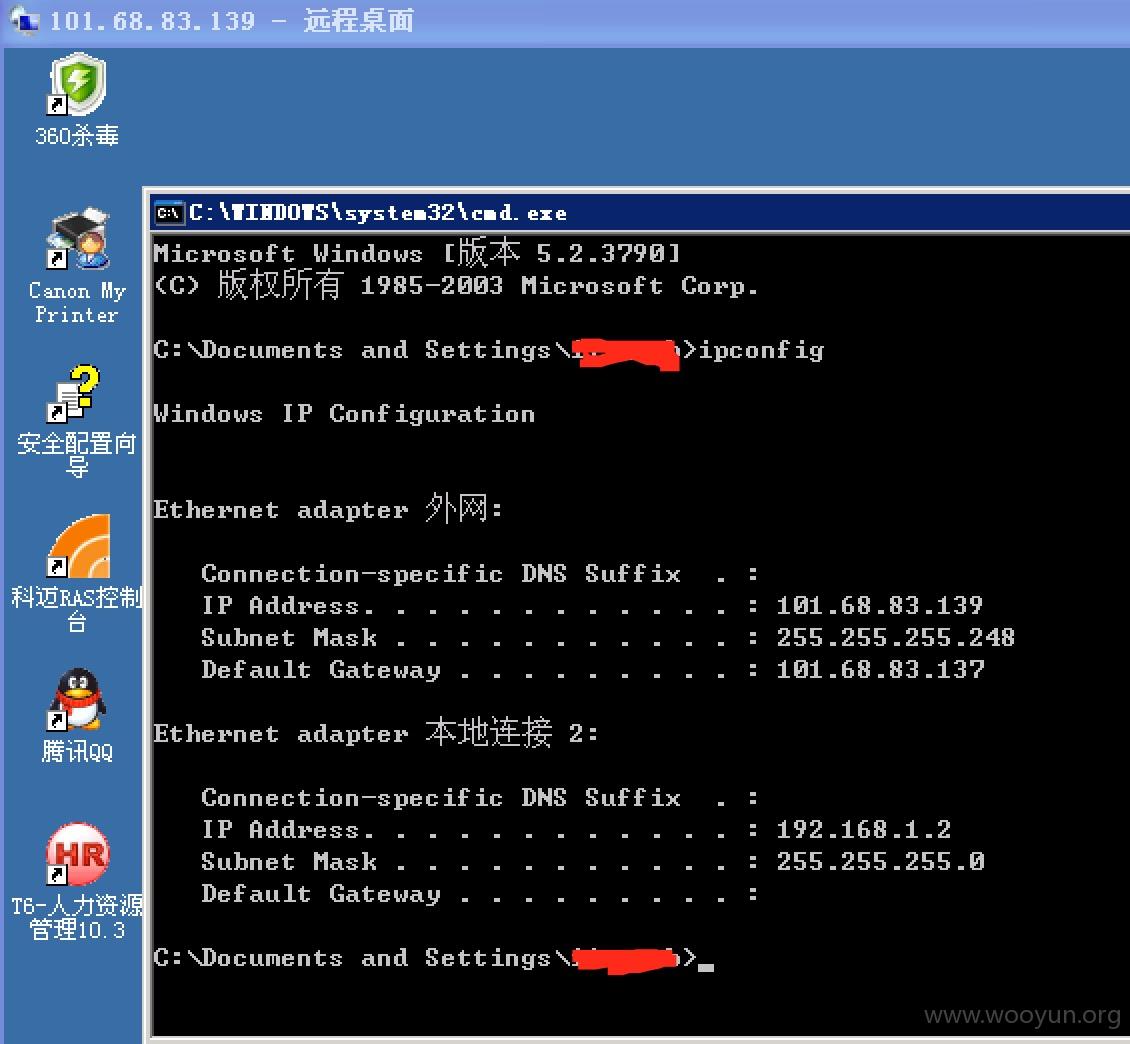 101.68.83.139 - 远程桌面
360杀毒
Canon My
Printer
安全配置向
导
科迈RAS控制
台
腾讯QQ
HR
T6-人力资源
管理10.3
C:\WINDOWS\system32\cmd.exe
Microsoft Windows [版本 5.2.3790]
(C) 版权所有 1985-2003 Microsoft Corp.
C:\Documents and Settings\>ipconfig
Windows IP Configuration
Ethernet adapter 外网:
Connection-specific DNS Suffix . :
IP Address. . . . . . . . . . . . : 101.68.83.139
Subnet Mask . . . . . . . . . . . : 255.255.255.248
Default Gateway . . . . . . . . . : 101.68.83.137
Ethernet adapter 本地连接 2:
Connection-specific DNS Suffix . :
IP Address. . . . . . . . . . . . : 192.168.1.2
Subnet Mask . . . . . . . . . . . : 255.255.255.0
Default Gateway . . . . . . . . . :
C:\Documents and Settings\>_
www.wooyun.org